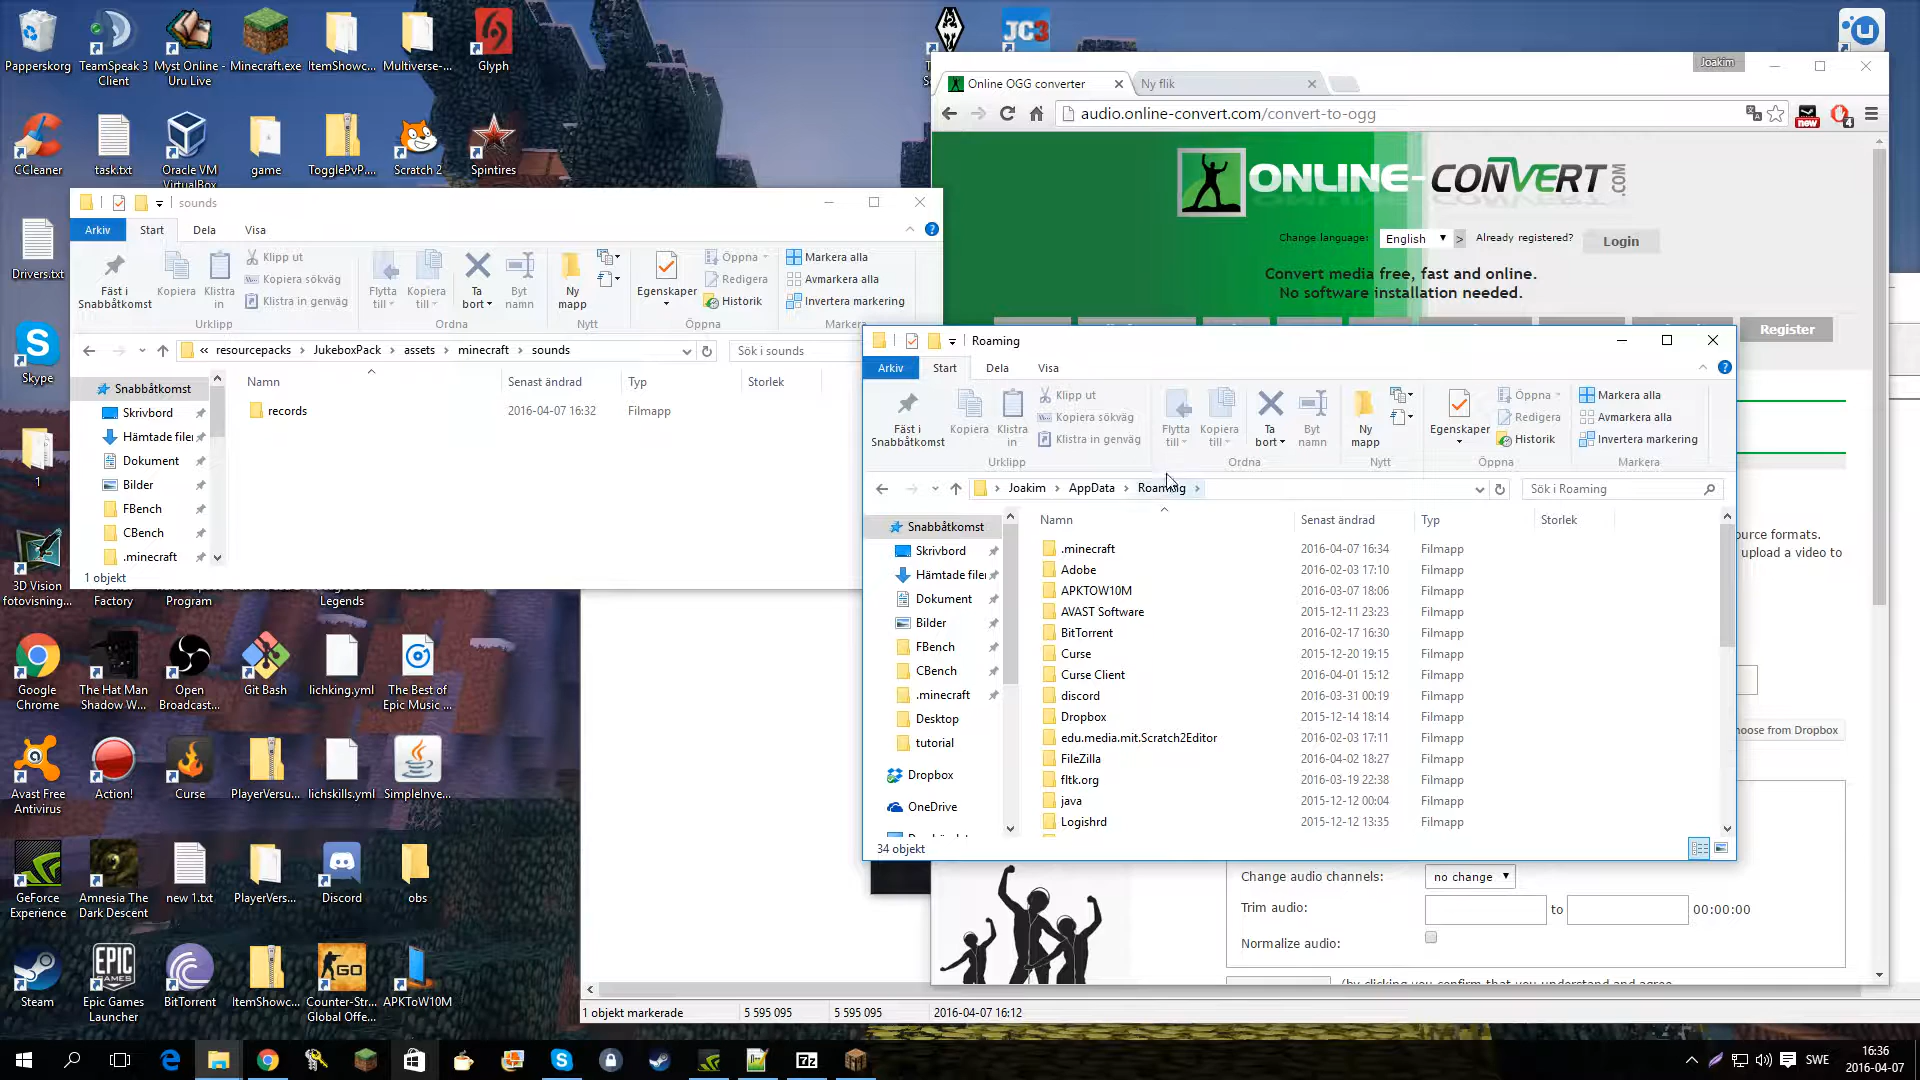 Papperskorg
TeamSpeak 3
Client
Myst Online -
Uru Live
Minecraft.exe
ItemShowc...
Multiverse-...
Glyph
CCleaner
task.txt
Oracle VM
VirtualBox
game
TogglePvP....
Scratch 2
Spintires
Drivers.txt
Skype
1
3D Vision
fotovisning...
Factory
Program
Legends
Google
Chrome
The Hat Man
Shadow W...
Open
Broadcast...
Git Bash
lichking.yml
The Best of
Epic Music ...
Avast Free
Antivirus
Action!
Curse
PlayerVersu...
lichskills.yml
SimpleInve...
GeForce
Experience
Amnesia The
Dark Descent
new 1.txt
PlayerVers...
Discord
obs
Steam
Epic Games
Launcher
BitTorrent
ItemShowc...
Counter-Str...
Global Offe...
APKToW10M
JC3
sounds
Arkiv
Start
Dela
Visa
Fäst i
Snabbåtkomst
Kopiera
Klistra
in
Klipp ut
Kopiera sökväg
Klistra in genväg
Urklipp
Flytta
till
Kopiera
till
Ta
bort
Byt
namn
Ordna
Ny
mapp
Nytt
Egenskaper
Öppna
Redigera
Historik
Öppna
Markera alla
Avmarkera alla
Invertera markering
Markera
« resourcepacks > JukeboxPack > assets > minecraft > sounds
Sök i sounds
Namn Senast ändrad Typ Storlek
records 2016-04-07 16:32 Filmapp
Snabbåtkomst
Skrivbord
Hämtade filer
Dokument
Bilder
FBench
CBench
.minecraft
1 objekt
Joakim
Online OGG converter
Ny flik
audio.online-convert.com/convert-to-ogg
new
4
ONLINE-CONVERT.COM
Change language: English > Already registered? Login
Convert media free, fast and online.
No software installation needed.
Register
ource formats.
upload a video to
hoose from Dropbox
Change audio channels: no change
Trim audio: to 00:00:00
Normalize audio:
(by clicking you confirm that you understand and agree
Roaming
Arkiv
Start
Dela
Visa
Fäst i
Snabbåtkomst
Kopiera
Klistra
in
Klipp ut
Kopiera sökväg
Klistra in genväg
Urklipp
Flytta
till
Kopiera
till
Ta
bort
Byt
namn
Ordna
Ny
mapp
Nytt
Egenskaper
Öppna
Redigera
Historik
Öppna
Markera alla
Avmarkera alla
Invertera markering
Markera
> Joakim > AppData > Roaming >
Sök i Roaming
Namn Senast ändrad Typ Storlek
Snabbåtkomst
Skrivbord
Hämtade filer
Dokument
Bilder
FBench
CBench
.minecraft
Desktop
tutorial
Dropbox
OneDrive
.minecraft 2016-04-07 16:34 Filmapp
Adobe 2016-02-03 17:10 Filmapp
APKTOW10M 2016-03-07 18:06 Filmapp
AVAST Software 2015-12-11 23:23 Filmapp
BitTorrent 2016-02-17 16:30 Filmapp
Curse 2015-12-20 19:15 Filmapp
Curse Client 2016-04-01 15:12 Filmapp
discord 2016-03-31 00:19 Filmapp
Dropbox 2015-12-14 18:14 Filmapp
edu.media.mit.Scratch2Editor 2016-02-03 17:11 Filmapp
FileZilla 2016-04-02 18:27 Filmapp
fltk.org 2016-03-19 22:38 Filmapp
java 2015-12-12 00:04 Filmapp
Logishrd 2015-12-12 13:35 Filmapp
34 objekt
1 objekt markerade 5 595 095 5 595 095 2016-04-07 16:12
7z
SWE
16:36
2016-04-07